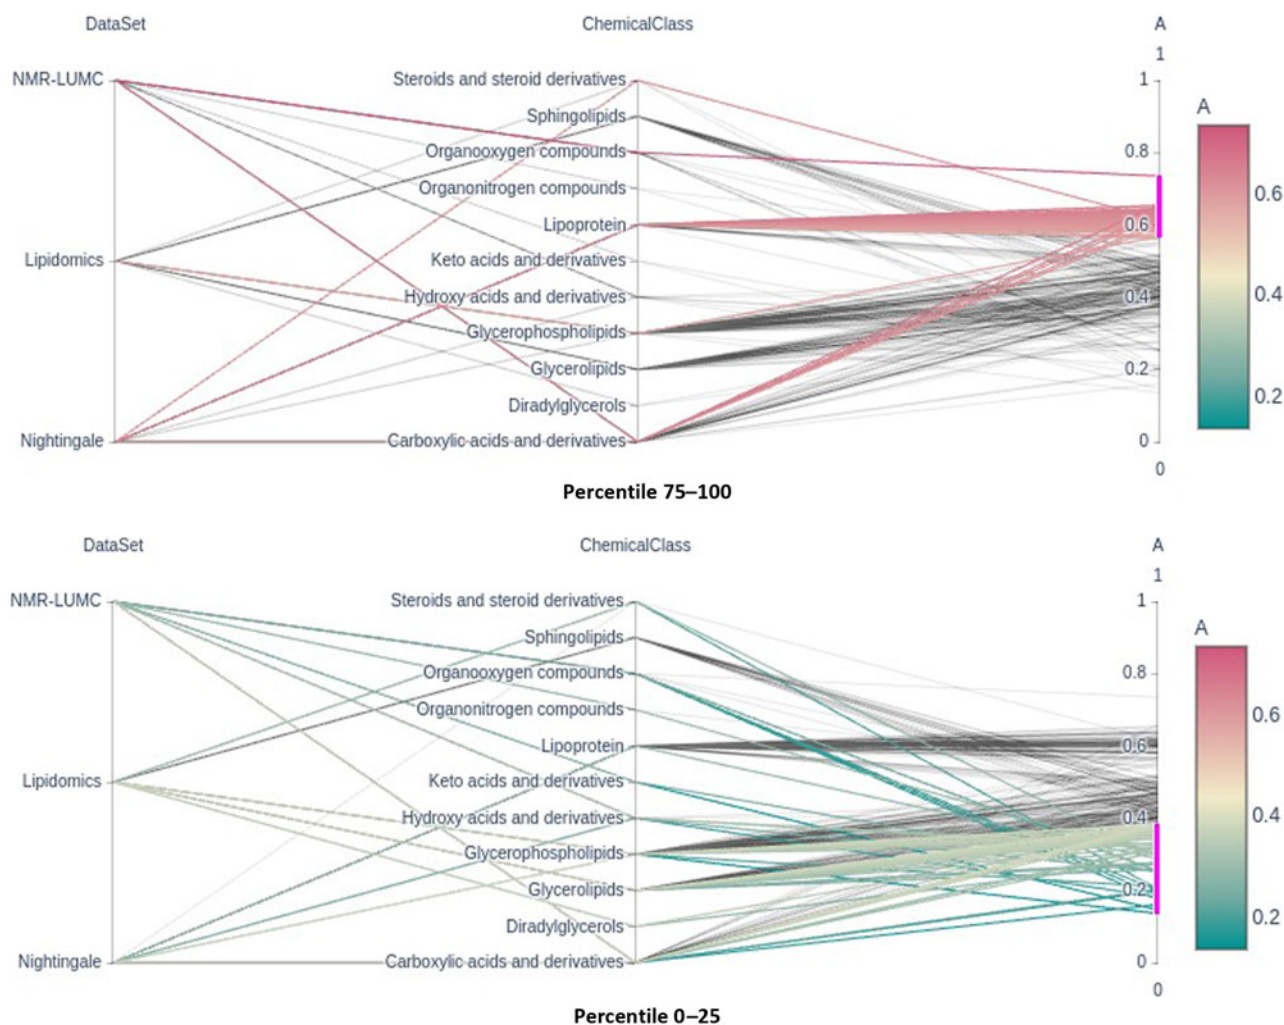 DataSet ChemicalClass A
1
NMR-LUMC Steroids and steroid derivatives 1
A
Sphingolipids
Organooxygen compounds 0.8
Organonitrogen compounds 0.6
Lipoprotein 0.6
Lipidomics Keto acids and derivatives
Hydroxy acids and derivatives 0.4 0.4
Glycerophospholipids
Glycerolipids 0.2
Diradylglycerols 0.2
Nightingale Carboxylic acids and derivatives 0
0
Percentile 75–100
DataSet ChemicalClass A
1
NMR-LUMC Steroids and steroid derivatives 1
A
Sphingolipids
Organooxygen compounds 0.8
Organonitrogen compounds 0.6
Lipoprotein 0.6
Lipidomics Keto acids and derivatives
Hydroxy acids and derivatives 0.4 0.4
Glycerophospholipids
Glycerolipids 0.2
Diradylglycerols 0.2
Nightingale Carboxylic acids and derivatives 0
0
Percentile 0–25